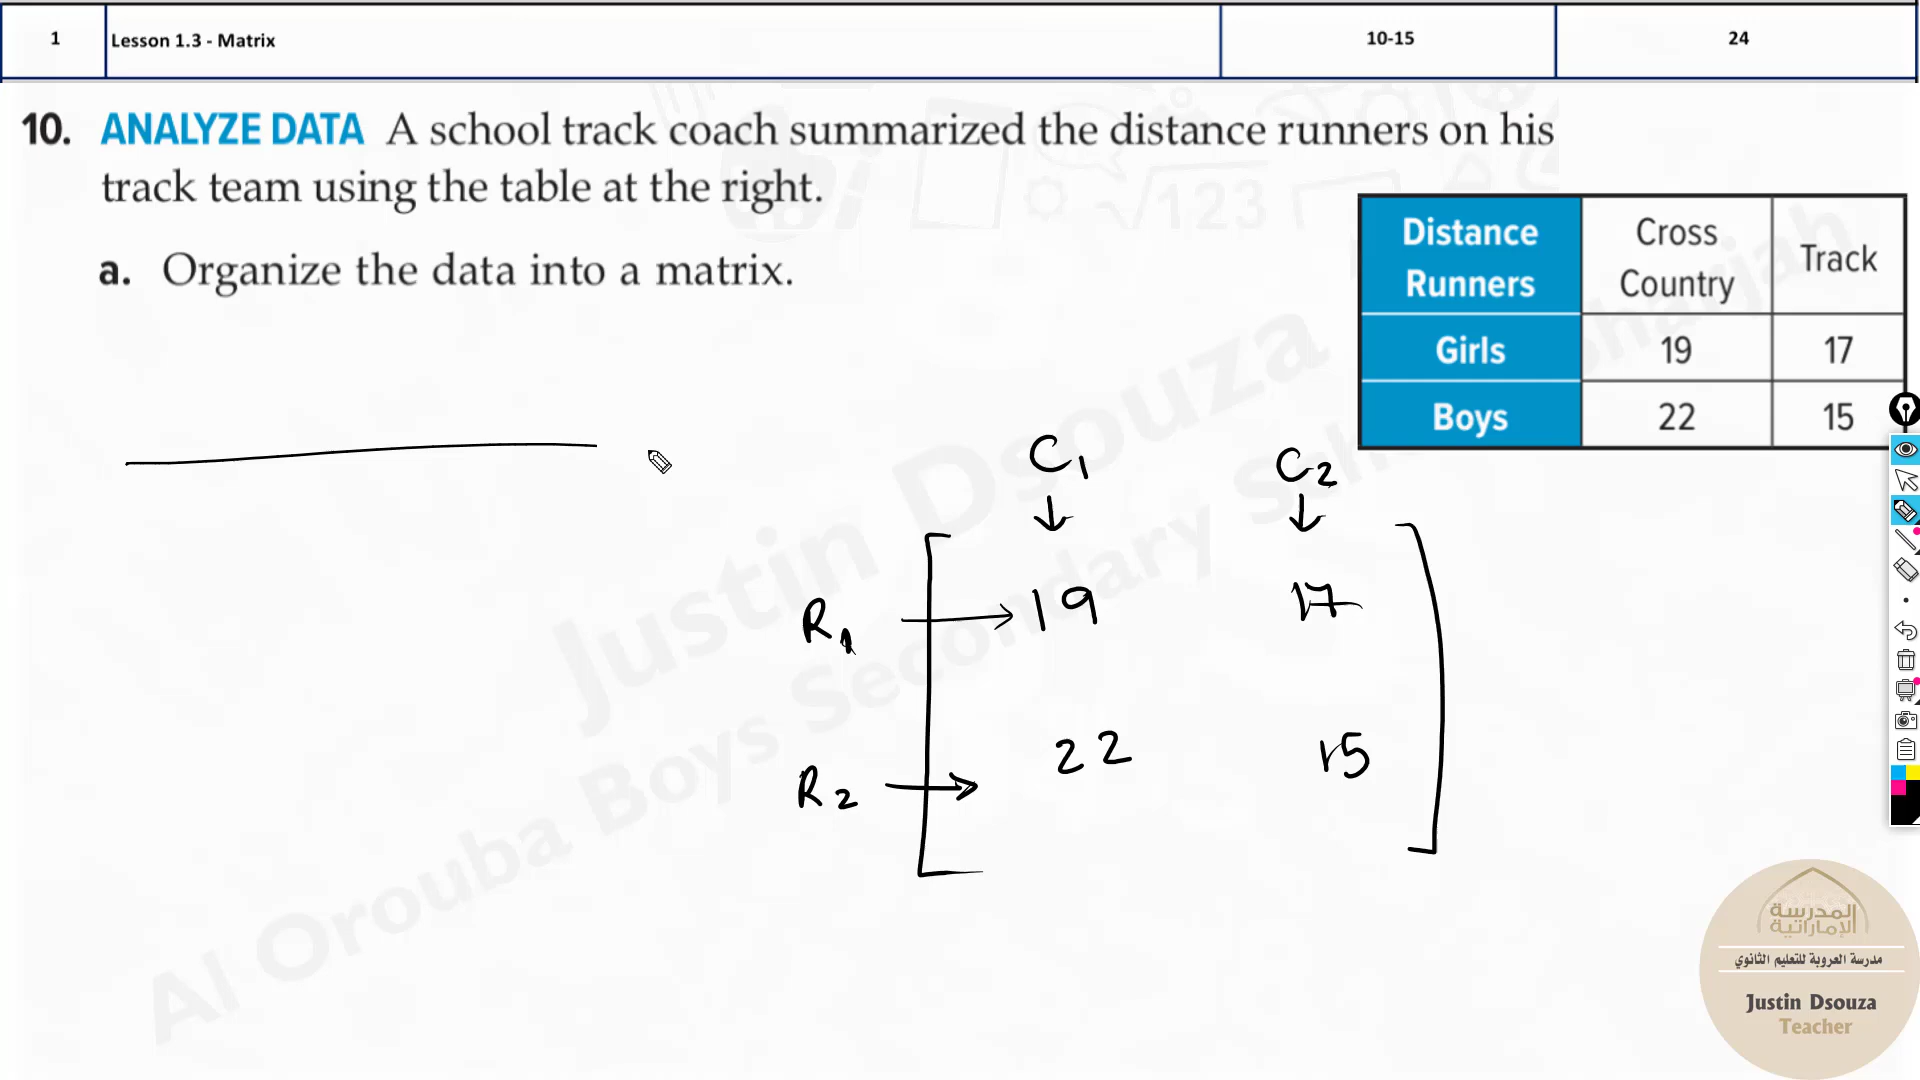 1 Lesson 1.3 - Matrix 10-15 24
10. ANALYZE DATA A school track coach summarized the distance runners on his
track team using the table at the right.
a. Organize the data into a matrix.
Distance Runners Cross Country Track
Girls 19 17
Boys 22 15
C1 C2
R1 19 17
R2 22 15
Justin Dsouza
Al Orouba Boys Secondary School
Sharjah
123
المدرسة
الإماراتية
مدرسة العروبة للتعليم الثانوي
Justin Dsouza
Teacher